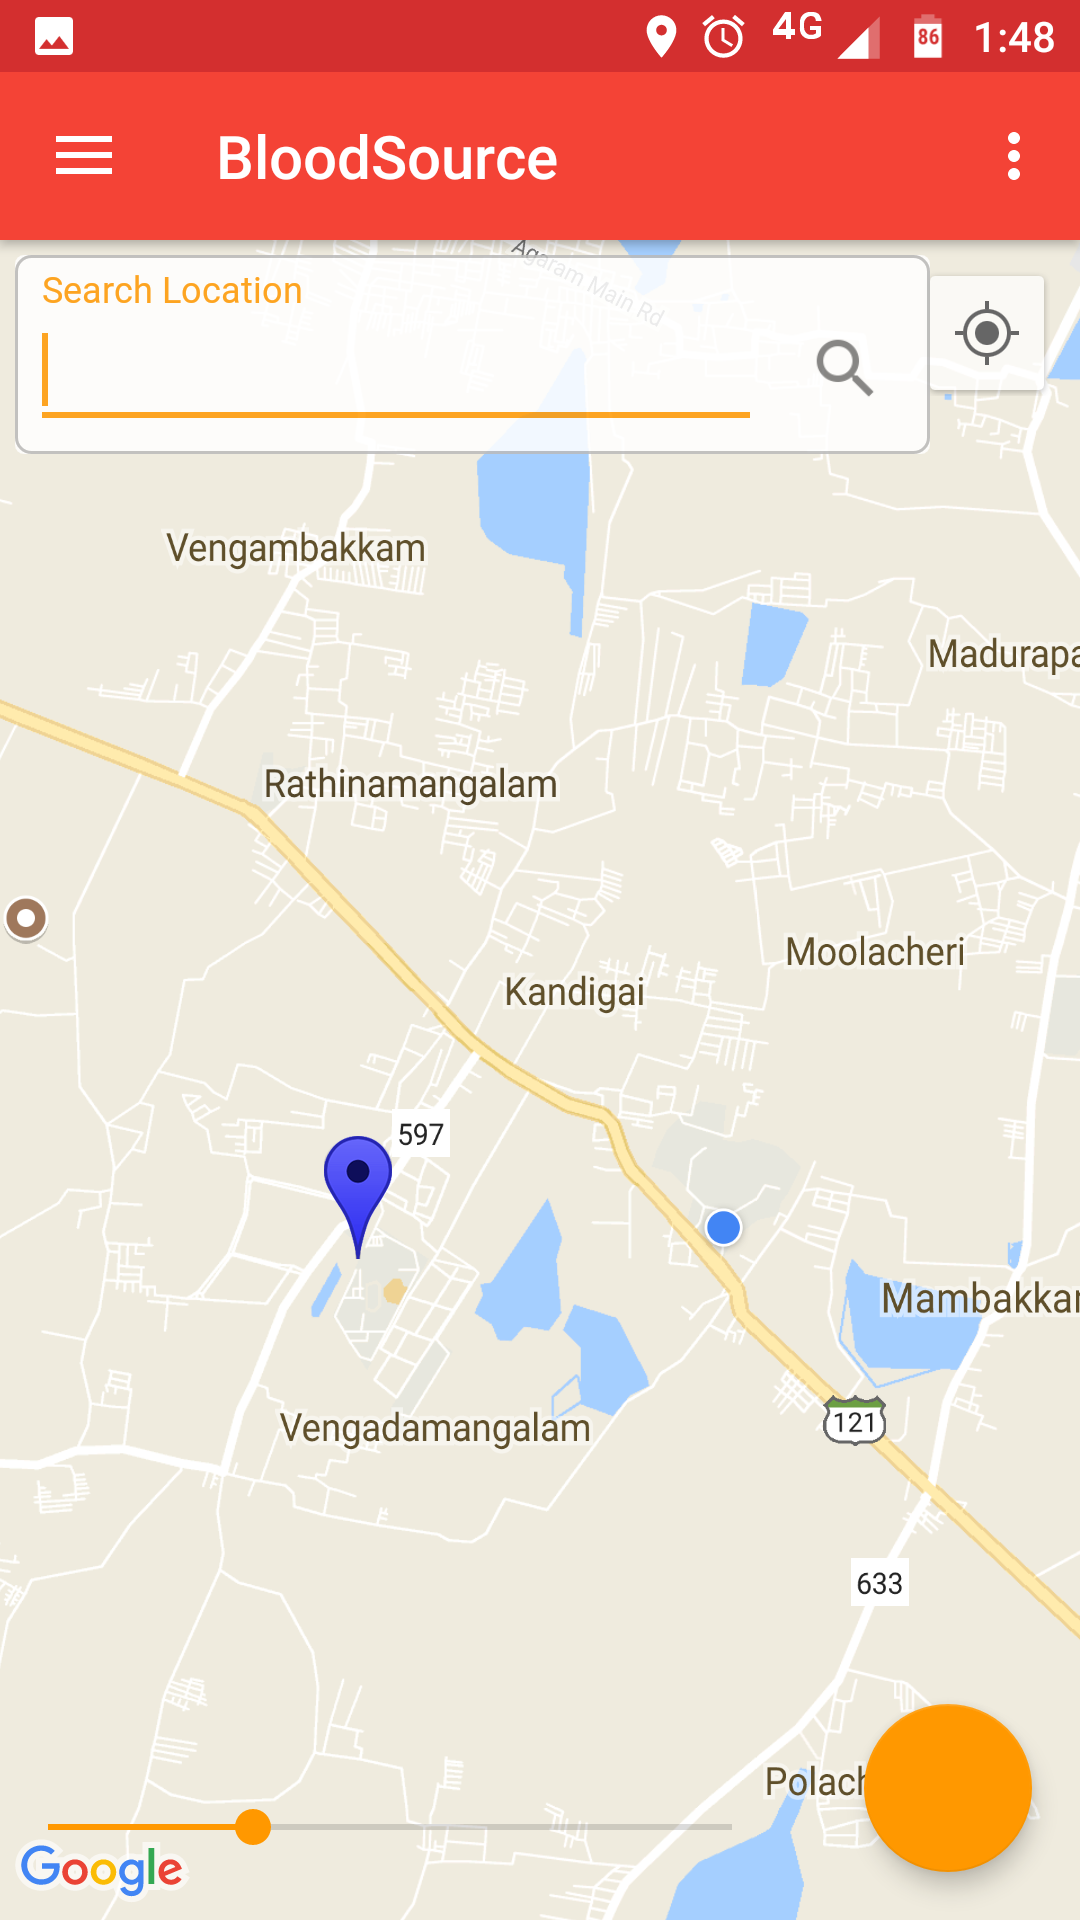 4G 86 1:48
BloodSource
Agaram Main Rd
Search Location
Vengambakkam
Madurapa
Rathinamangalam
Moolacheri
Kandigai
597
Mambakkar
121
Vengadamangalam
633
Polach
Google